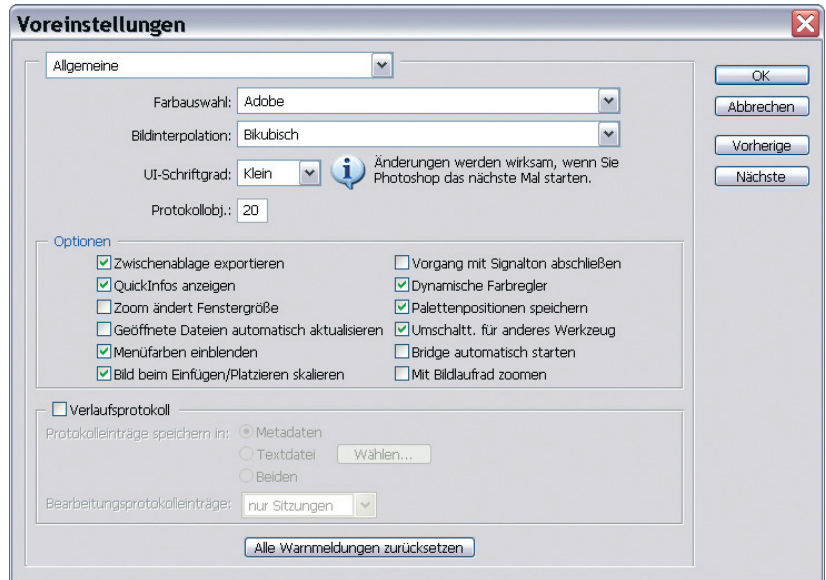 Voreinstellungen
Allgemeine
OK
Farbauswahl: Adobe
Abbrechen
Bildinterpolation: Bikubisch
Vorherige
UI-Schriftgrad: Klein
Änderungen werden wirksam, wenn Sie
Photoshop das nächste Mal starten.
Nächste
Protokollobj.: 20
Optionen
Zwischenablage exportieren
QuickInfos anzeigen
Zoom ändert Fenstergröße
Geöffnete Dateien automatisch aktualisieren
Menüfarben einblenden
Bild beim Einfügen/Platzieren skalieren
Vorgang mit Signalton abschließen
Dynamische Farbregler
Palettenpositionen speichern
Umschaltt. für anderes Werkzeug
Bridge automatisch starten
Mit Bildlaufrad zoomen
Verlaufsprotokoll
Protokolleinträge speichern in: Metadaten
Textdatei Wählen...
Beiden
Bearbeitungsprotokolleinträge: nur Sitzungen
Alle Warnmeldungen zurücksetzen